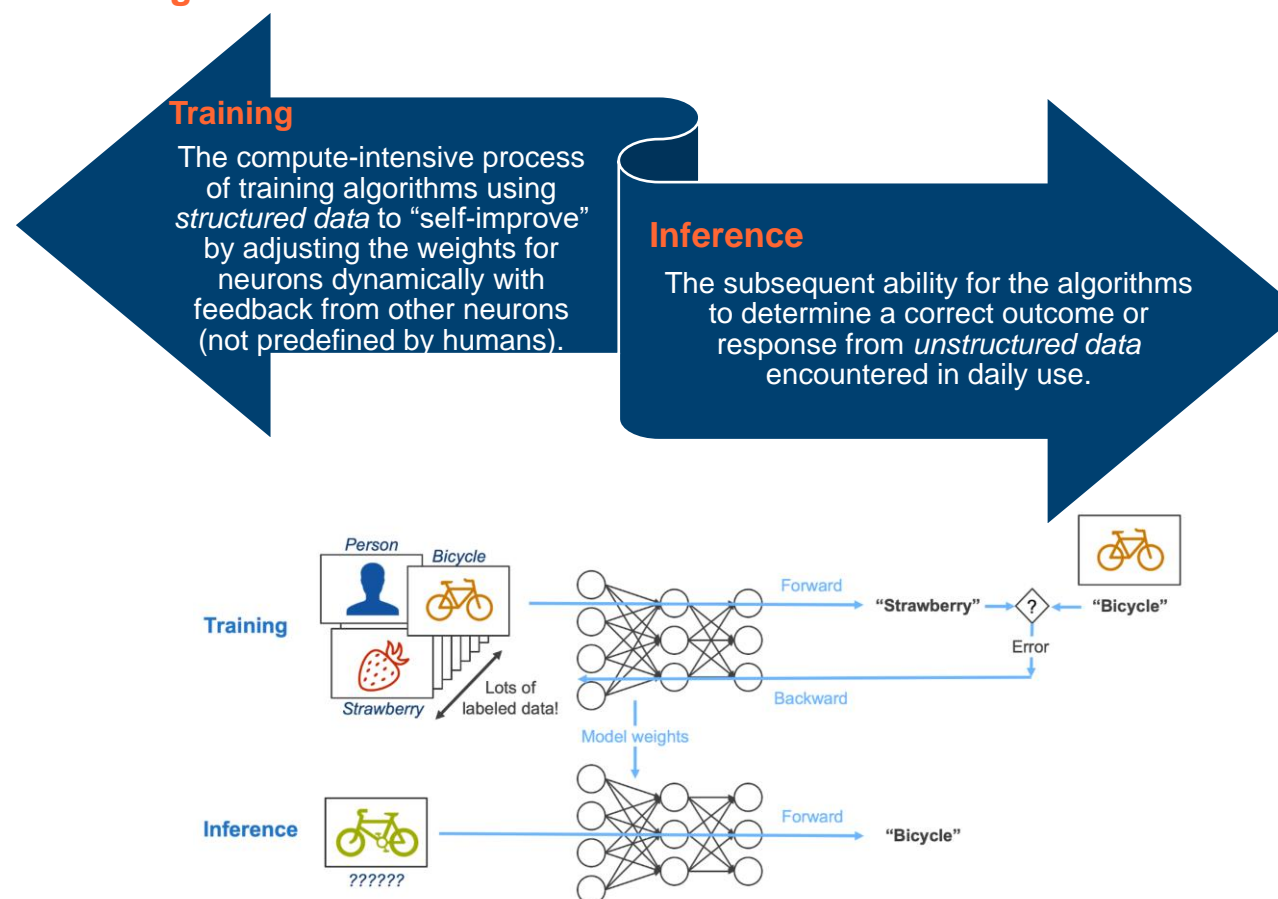 Training
The compute-intensive process
of training algorithms using
structured data to “self-improve”
by adjusting the weights for
neurons dynamically with
feedback from other neurons
(not predefined by humans).
Inference
The subsequent ability for the algorithms
to determine a correct outcome or
response from unstructured data
encountered in daily use.
Person
Bicycle
Training
Strawberry
Lots of
labeled data!
Forward
“Strawberry”
?
“Bicycle”
Error
Backward
Model weights
Inference
??????
Forward
“Bicycle”